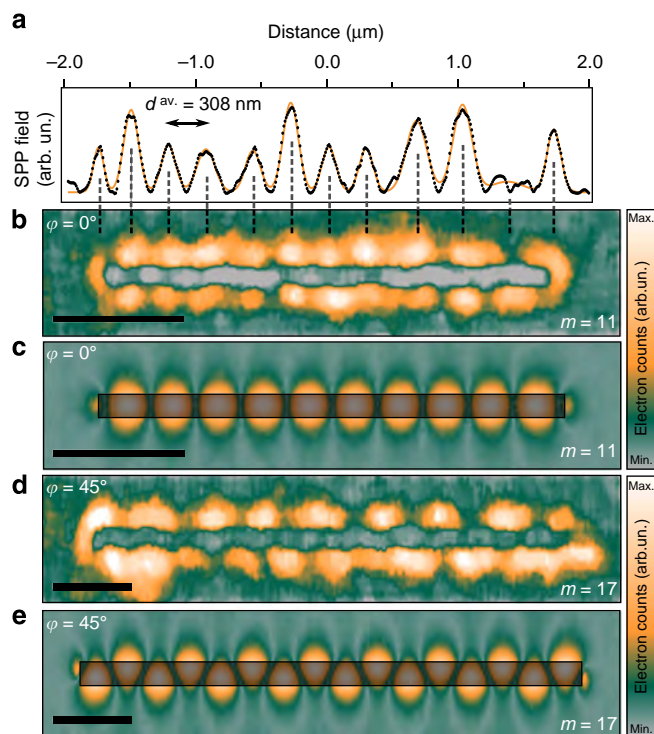 a
Distance (μm)
–2.0 –1.0 0.0 1.0 2.0
d av. = 308 nm
SPP field
(arb. un.)
b
φ = 0°
m = 11
Max.
Electron counts (arb.un.)
Min.
c
φ = 0°
m = 11
d
φ = 45°
m = 17
Max.
Electron counts (arb.un.)
Min.
e
φ = 45°
m = 17